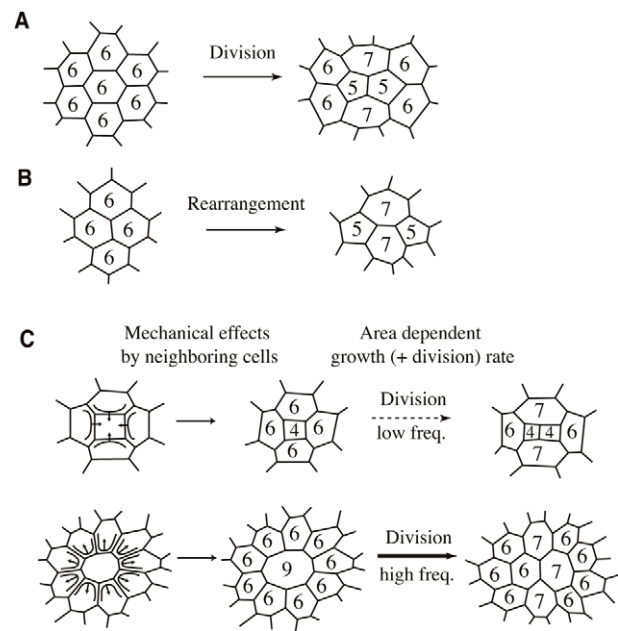 A
6
6 6
6
6 6
6
Division
6 7 6
5 5
6 7 6
B
6
6 6
6
Rearrangement
7
5 5
7
C
Mechanical effects
by neighboring cells
Area dependent
growth (+ division) rate
6
6 4 6
6
Division
low freq.
7
6 4 4 6
7
6 6 6
6 9 6
6 6 6 6
Division
high freq.
6 7 6 6
6 6 7 6
6 7 6